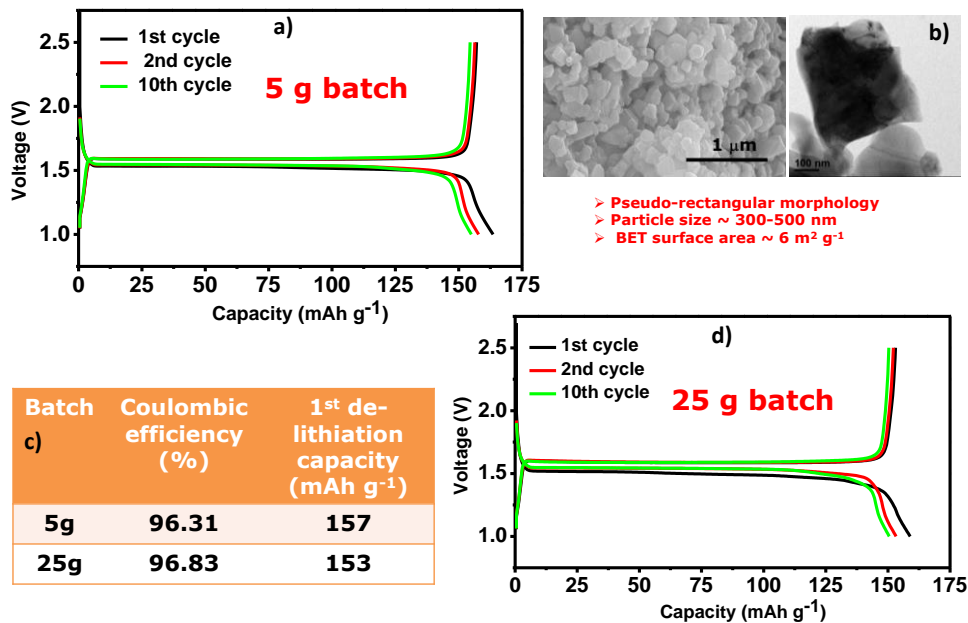 a)
1st cycle
2nd cycle
10th cycle
5 g batch
2.5
2.0
1.5
1.0
Voltage (V)
0 25 50 75 100 125 150 175
Capacity (mAh g-1)
b)
1 µm
100 nm
➢ Pseudo-rectangular morphology
➢ Particle size ~ 300-500 nm
➢ BET surface area ~ 6 m² g-1
c)
Batch Coulombic efficiency (%) 1st de-lithiation capacity (mAh g-1)
5g 96.31 157
25g 96.83 153
d)
1st cycle
2nd cycle
10th cycle
25 g batch
2.5
2.0
1.5
1.0
Voltage (V)
0 25 50 75 100 125 150 175
Capacity (mAh g-1)